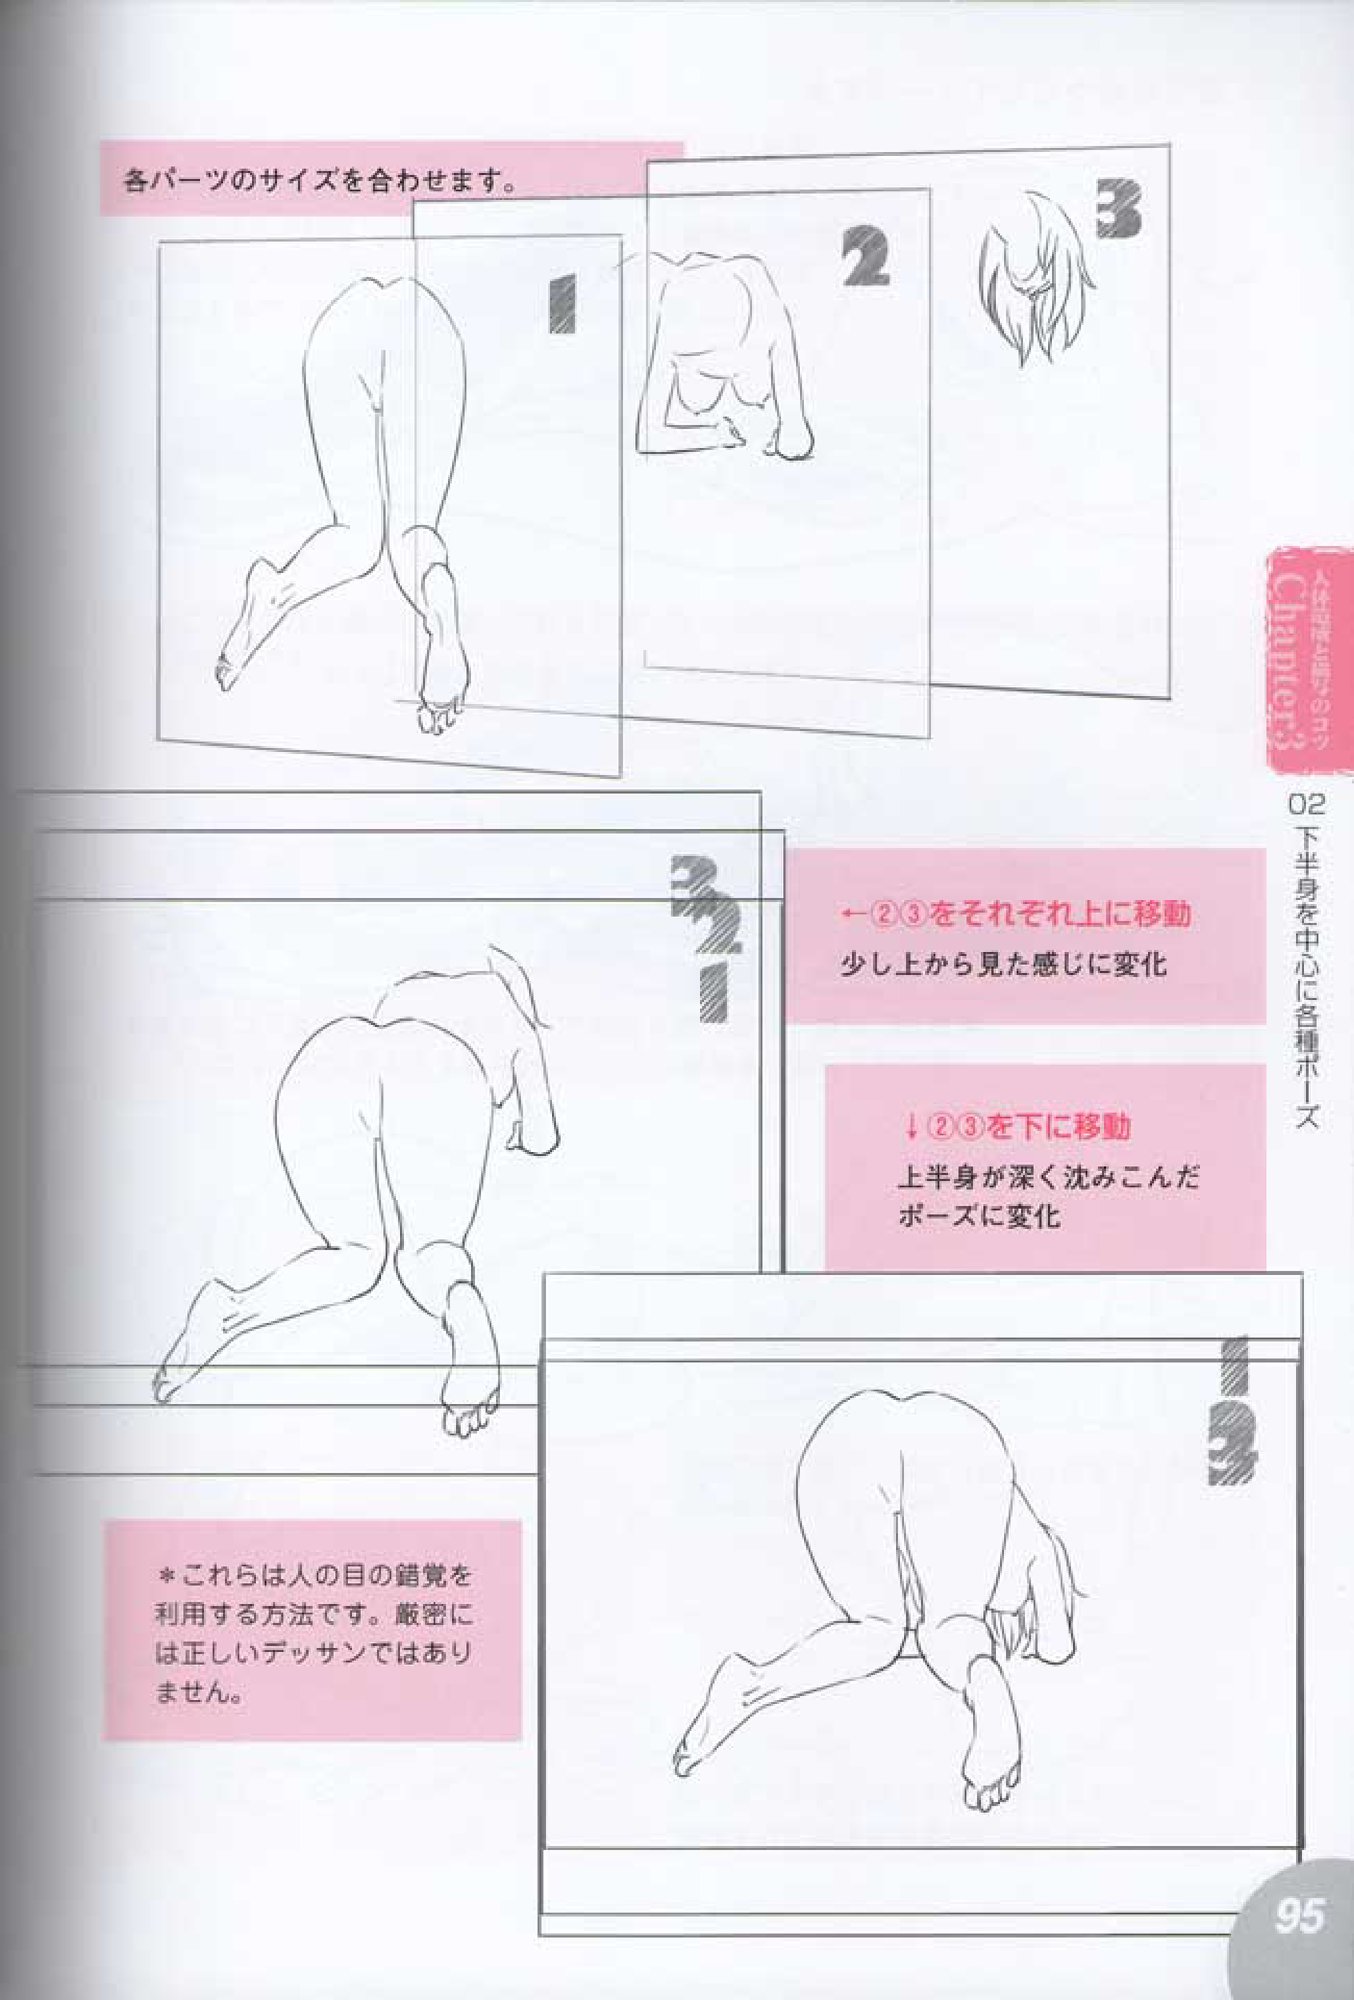 各パーツのサイズを合わせます。
1
2
3
人体認識と描写のコツ
Chapter3
02 下半身を中心に各種ポーズ
3
2
1
←②③をそれぞれ上に移動
少し上から見た感じに変化
↓②③を下に移動
上半身が深く沈みこんだ
ポーズに変化
1
2
3
＊これらは人の目の錯覚を
利用する方法です。厳密に
は正しいデッサンではあり
ません。
95